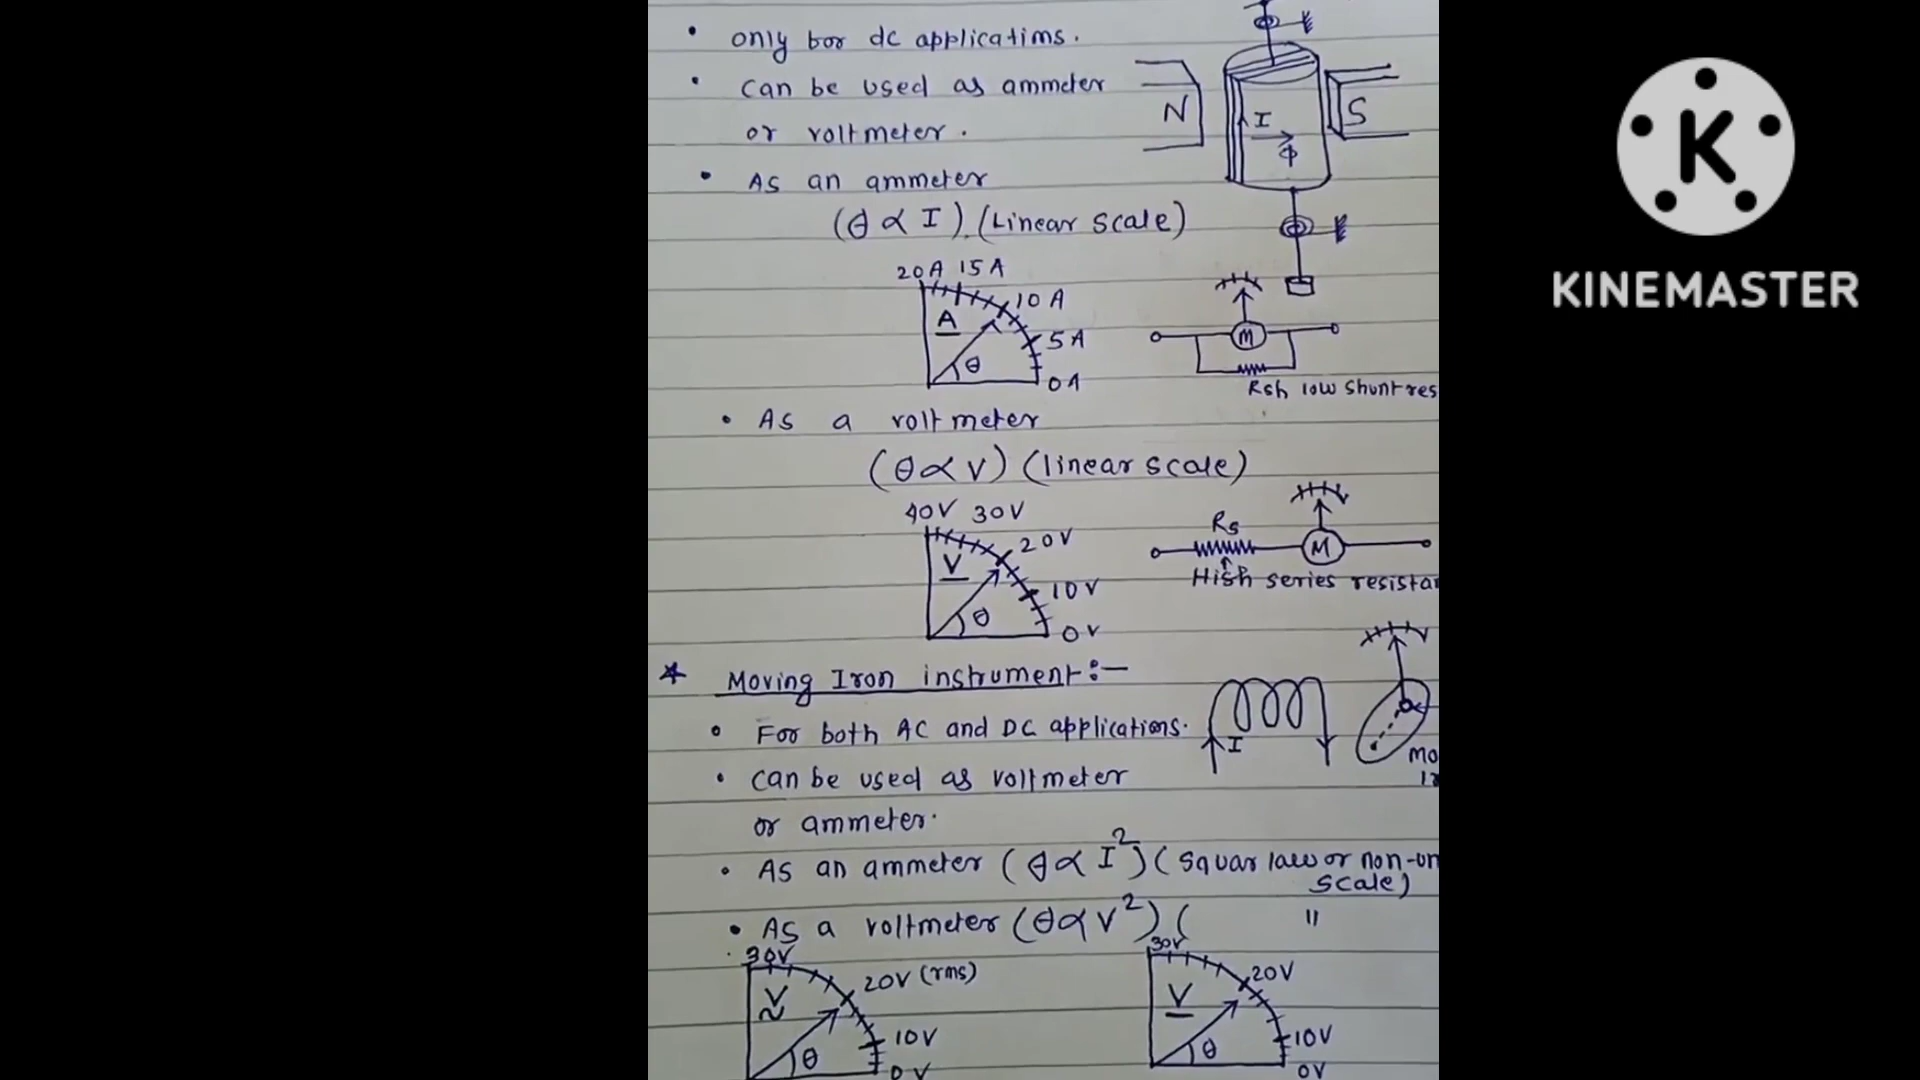 • only for dc applications.
• can be used as ammeter
or voltmeter.
N
I
ϕ
S
• As an ammeter
(θ ∝ I). (Linear scale)
20A 15A
10 A
A
5 A
θ
0A
M
Rsh low shunt res
• As a voltmeter
(θ ∝ V) (linear scale)
40V 30V
20V
V
10V
θ
0V
Rs
M
High series resista
* Moving Iron instrument:—
• For both AC and DC applications.
I
Mo
• can be used as voltmeter
or ammeter.
• As an ammeter (θ ∝ I²) (squar law or non-un
scale)
• As a voltmeter (θ ∝ V²) ( "
30V
20V (rms)
V
~
10V
θ
0V
30V
20V
V
10V
θ
0V
K
KINEMASTER